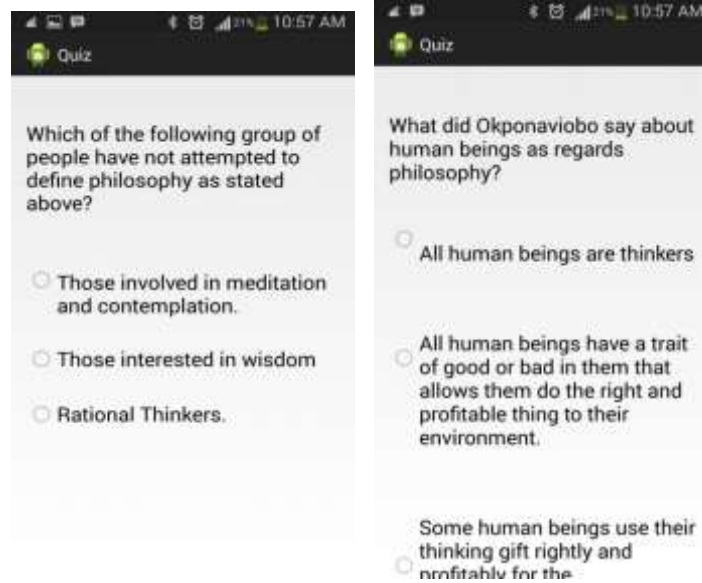 10:57 AM
Quiz
Which of the following group of
people have not attempted to
define philosophy as stated
above?
Those involved in meditation
and contemplation.
Those interested in wisdom
Rational Thinkers.
10:57 AM
Quiz
What did Okponaviobo say about
human beings as regards
philosophy?
All human beings are thinkers
All human beings have a trait
of good or bad in them that
allows them do the right and
profitable thing to their
environment.
Some human beings use their
thinking gift rightly and
profitably for the